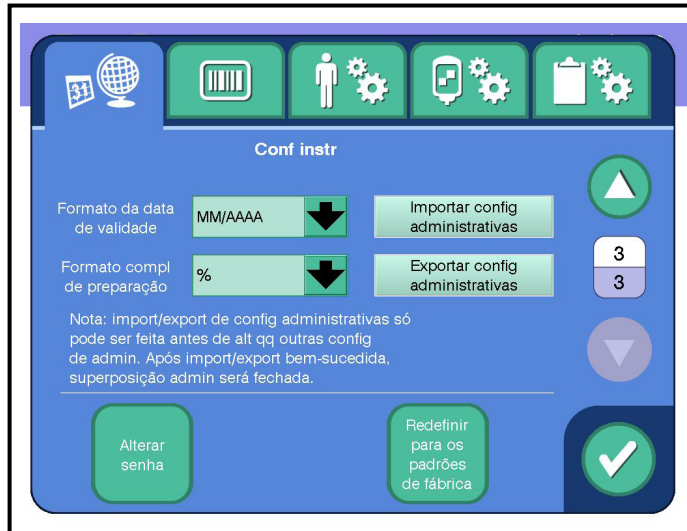 31
Conf instr
Formato da data
de validade
MM/AAAA
Importar config
administrativas
Formato compl
de preparação
%
Exportar config
administrativas
3
3
Nota: import/export de config administrativas só
pode ser feita antes de alt qq outras config
de admin. Após import/export bem-sucedida,
superposição admin será fechada.
Alterar
senha
Redefinir
para os
padrões
de fábrica